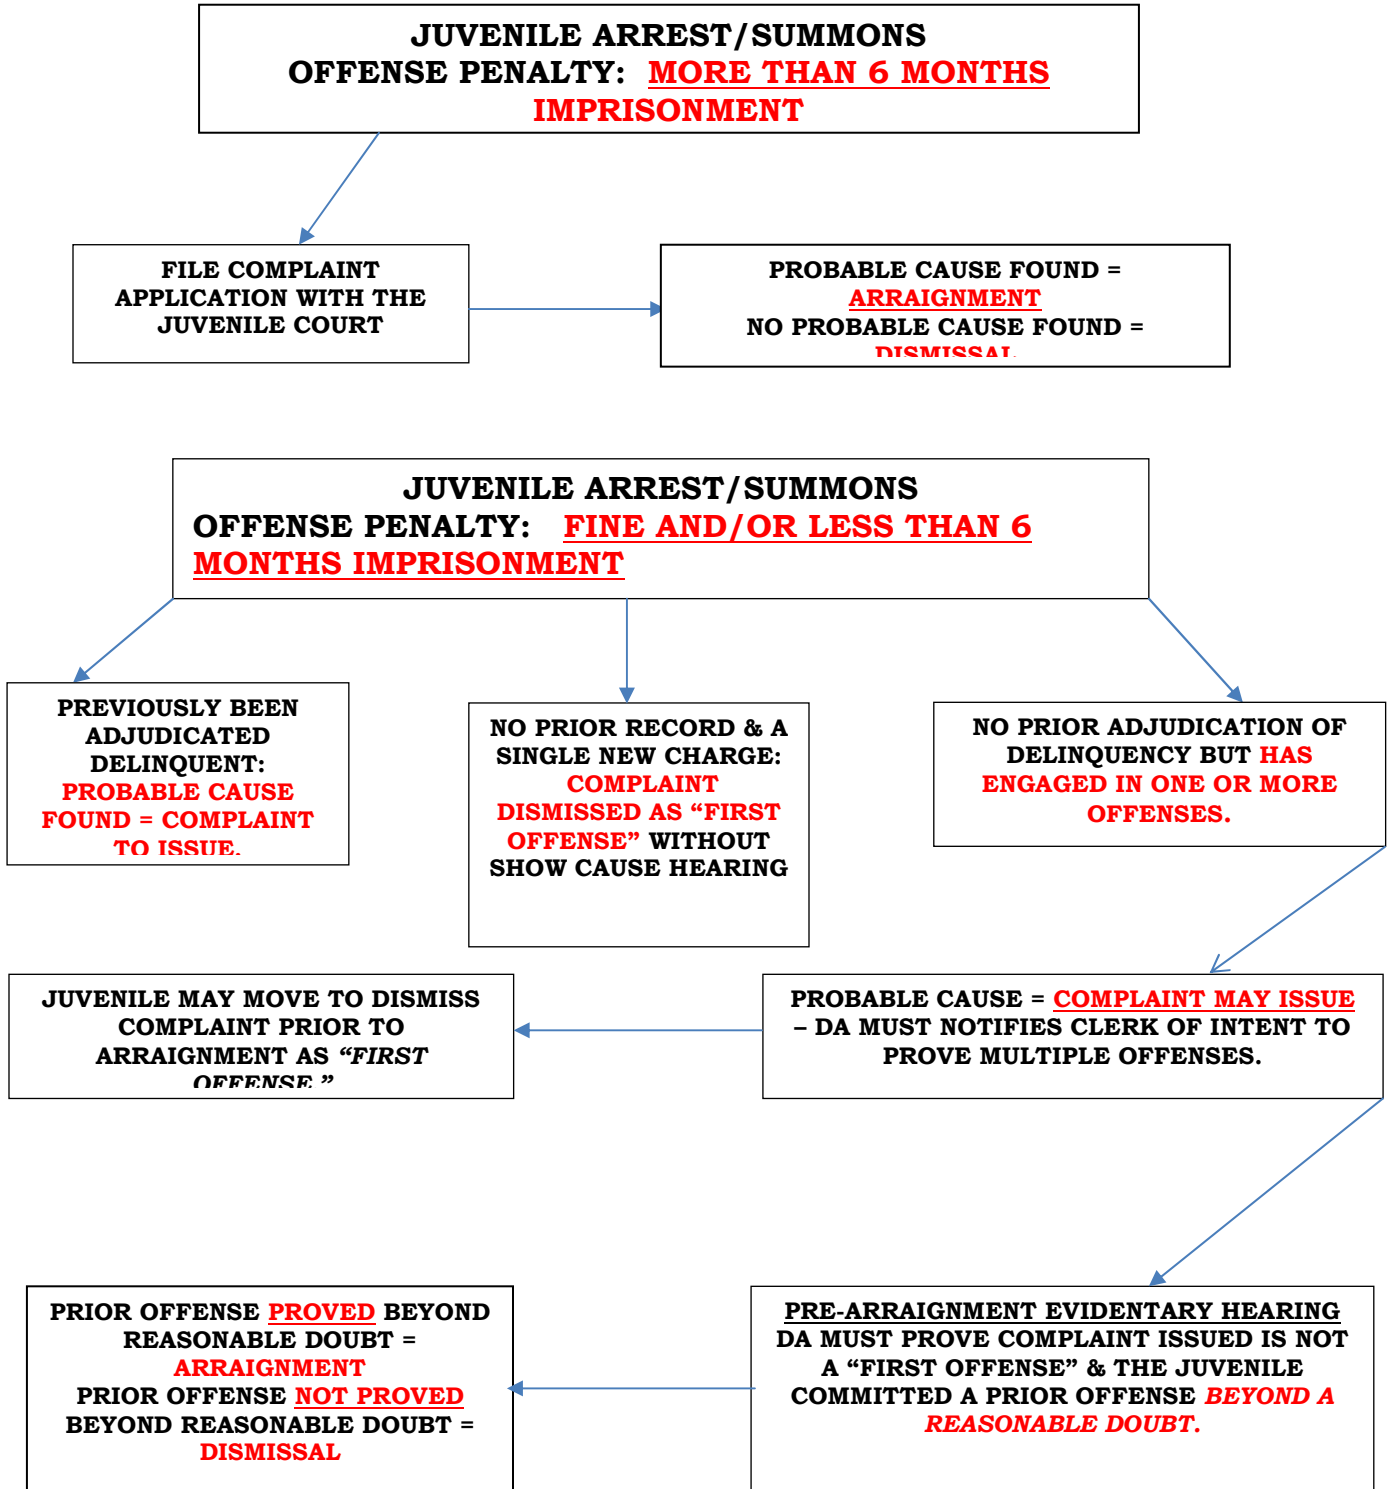 JUVENILE ARREST/SUMMONS
OFFENSE PENALTY: MORE THAN 6 MONTHS
IMPRISONMENT
FILE COMPLAINT
APPLICATION WITH THE
JUVENILE COURT
PROBABLE CAUSE FOUND =
ARRAIGNMENT
NO PROBABLE CAUSE FOUND =
DISMISSAL
JUVENILE ARREST/SUMMONS
OFFENSE PENALTY: FINE AND/OR LESS THAN 6
MONTHS IMPRISONMENT
PREVIOUSLY BEEN
ADJUDICATED
DELINQUENT:
PROBABLE CAUSE
FOUND = COMPLAINT
TO ISSUE.
NO PRIOR RECORD & A
SINGLE NEW CHARGE:
COMPLAINT
DISMISSED AS “FIRST
OFFENSE” WITHOUT
SHOW CAUSE HEARING
NO PRIOR ADJUDICATION OF
DELINQUENCY BUT HAS
ENGAGED IN ONE OR MORE
OFFENSES.
JUVENILE MAY MOVE TO DISMISS
COMPLAINT PRIOR TO
ARRAIGNMENT AS “FIRST
OFFENSE.”
PROBABLE CAUSE = COMPLAINT MAY ISSUE
– DA MUST NOTIFIES CLERK OF INTENT TO
PROVE MULTIPLE OFFENSES.
PRIOR OFFENSE PROVED BEYOND
REASONABLE DOUBT =
ARRAIGNMENT
PRIOR OFFENSE NOT PROVED
BEYOND REASONABLE DOUBT =
DISMISSAL
PRE-ARRAIGNMENT EVIDENTARY HEARING
DA MUST PROVE COMPLAINT ISSUED IS NOT
A “FIRST OFFENSE” & THE JUVENILE
COMMITTED A PRIOR OFFENSE BEYOND A
REASONABLE DOUBT.